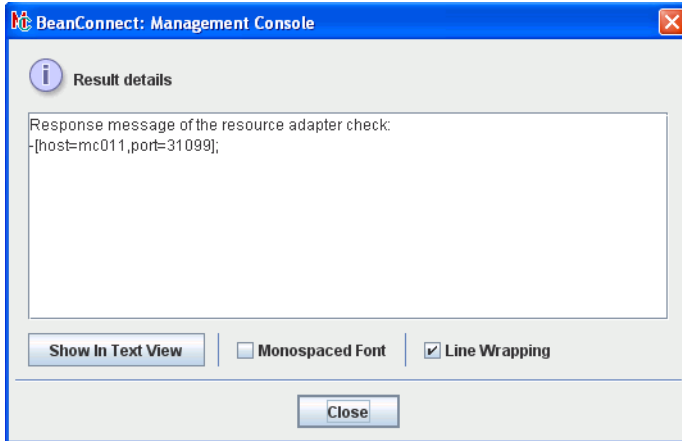 BeanConnect: Management Console
Result details
Response message of the resource adapter check:
-[host=mc011,port=31099];
Show In Text View
Monospaced Font
Line Wrapping
Close